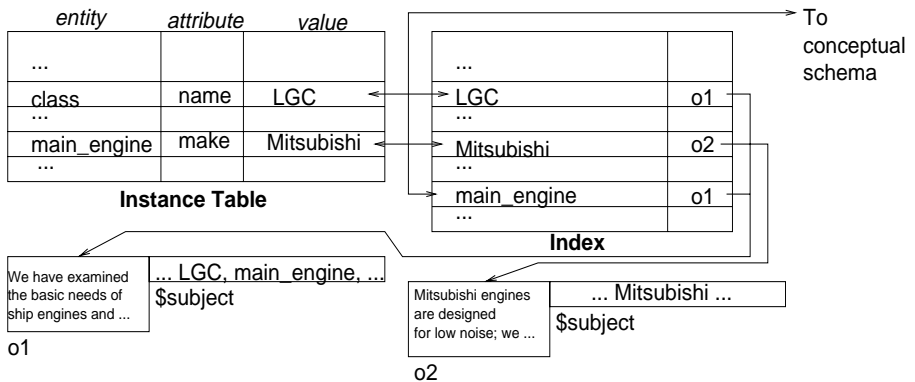 entity attribute value
...
class name LGC
...
main_engine make Mitsubishi
...
Instance Table
To
conceptual
schema
...
LGC o1
...
Mitsubishi o2
...
main_engine o1
...
Index
We have examined
the basic needs of
ship engines and ...
... LGC, main_engine, ...
$subject
o1
Mitsubishi engines
are designed
for low noise; we ...
... Mitsubishi ...
$subject
o2